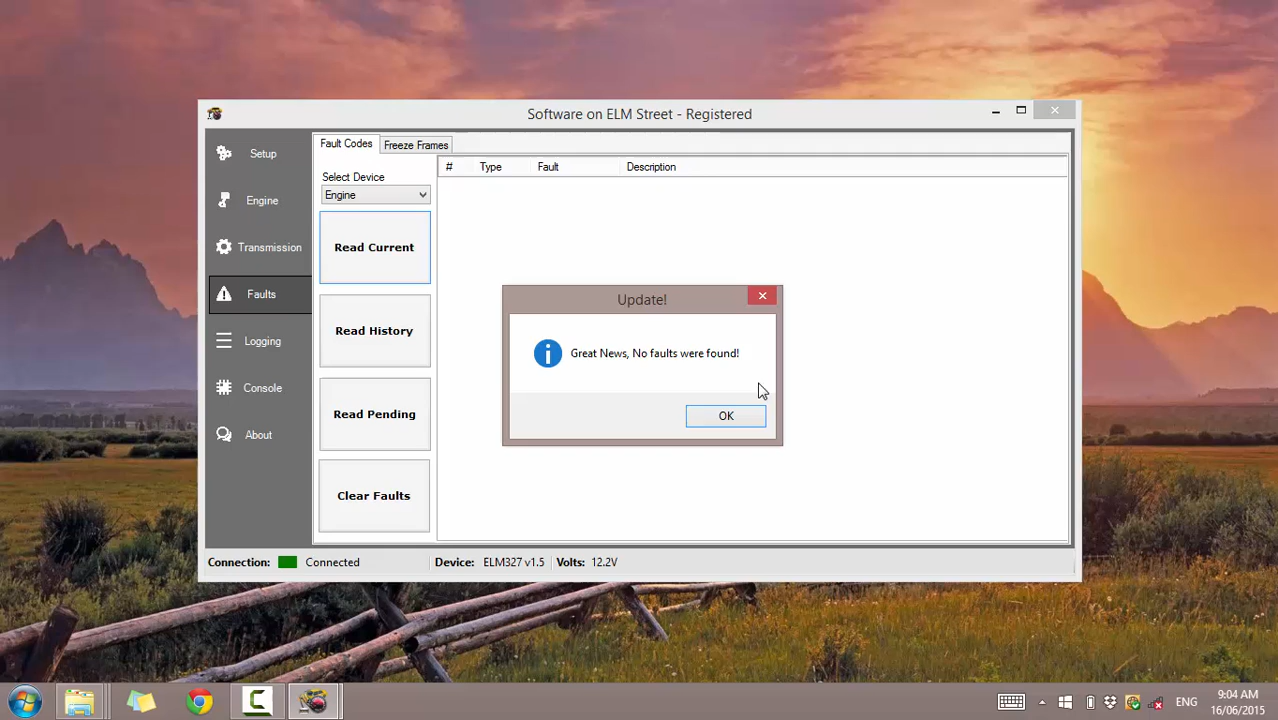 Software on ELM Street - Registered
Setup
Engine
Transmission
Faults
Logging
Console
About
Fault Codes
Freeze Frames
Select Device
Engine
Read Current
Read History
Read Pending
Clear Faults
# Type Fault Description
Update!
Great News, No faults were found!
OK
Connection: Connected Device: ELM327 v1.5 Volts: 12.2V
ENG
9:04 AM
16/06/2015